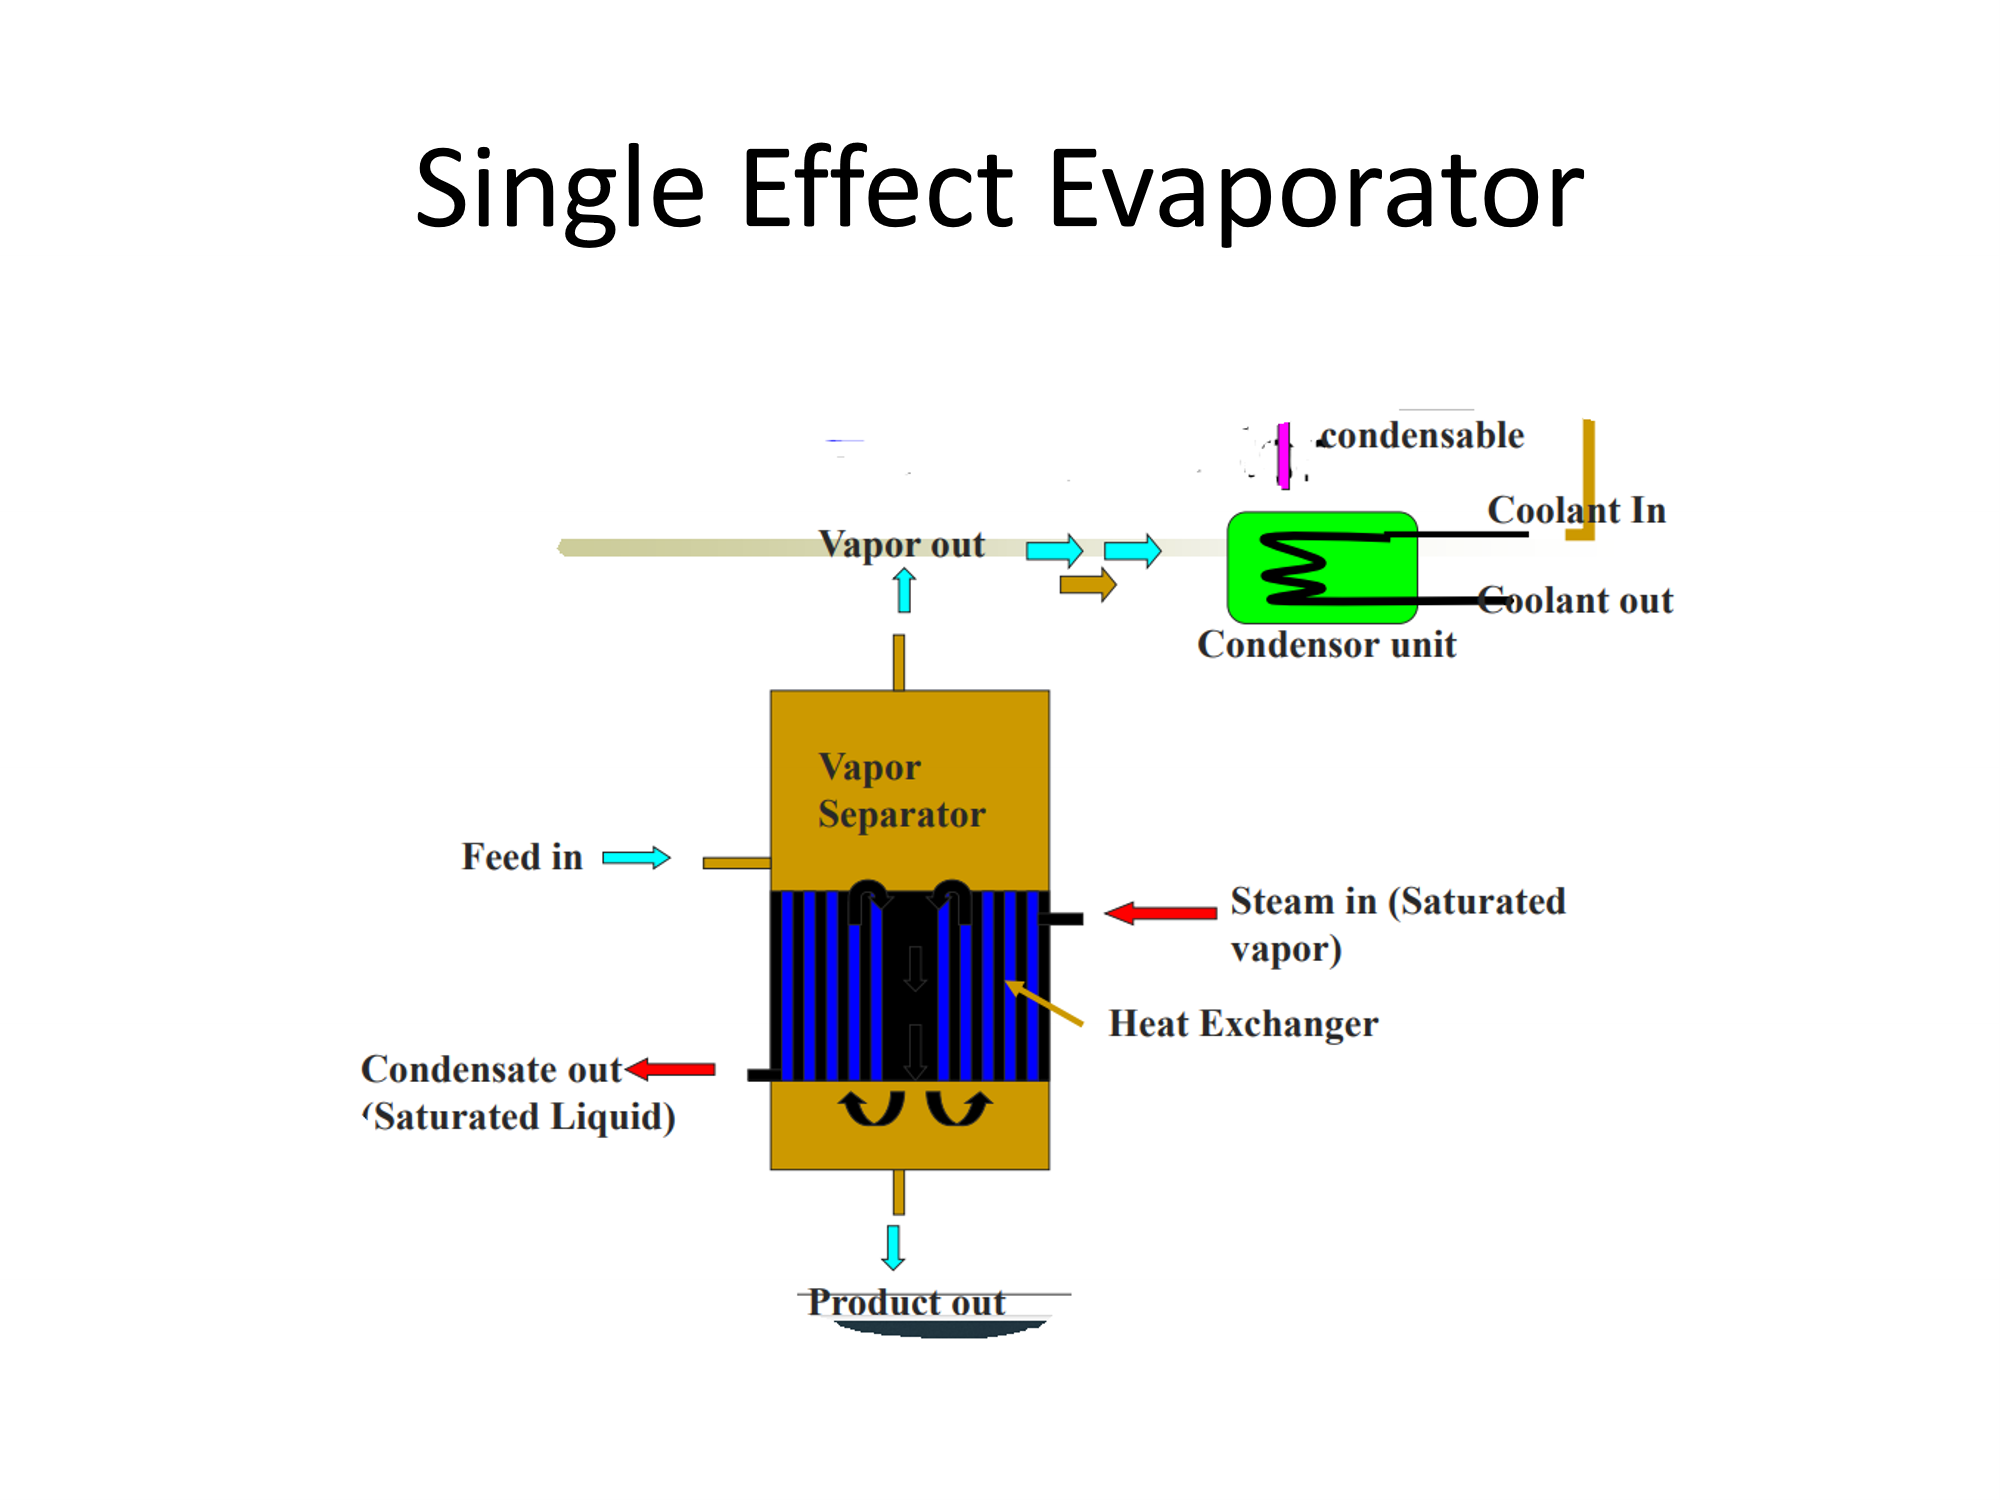 Single Effect Evaporator
condensable
Coolant In
Vapor out
Coolant out
Condensor unit
Vapor
Separator
Feed in
Steam in (Saturated
vapor)
Heat Exchanger
Condensate out
(Saturated Liquid)
Product out